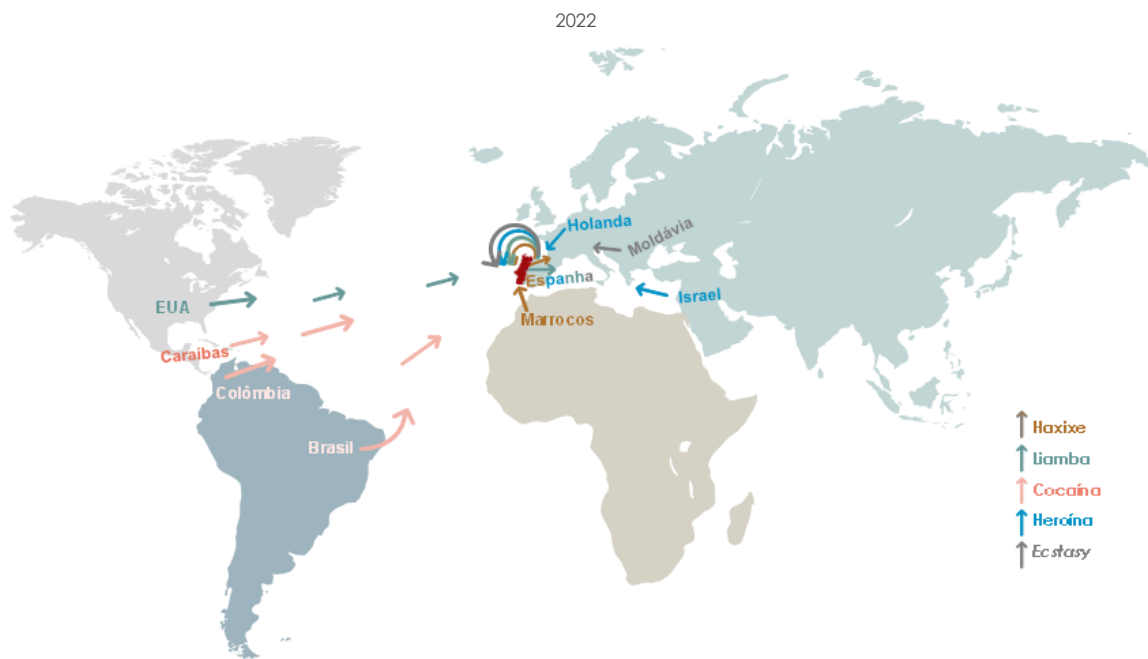 2022
Holanda
Moldávia
Espanha
Israel
EUA
Marrocos
Caraíbas
Colômbia
Brasil
Haxixe
Liamba
Cocaína
Heroína
Ecstasy